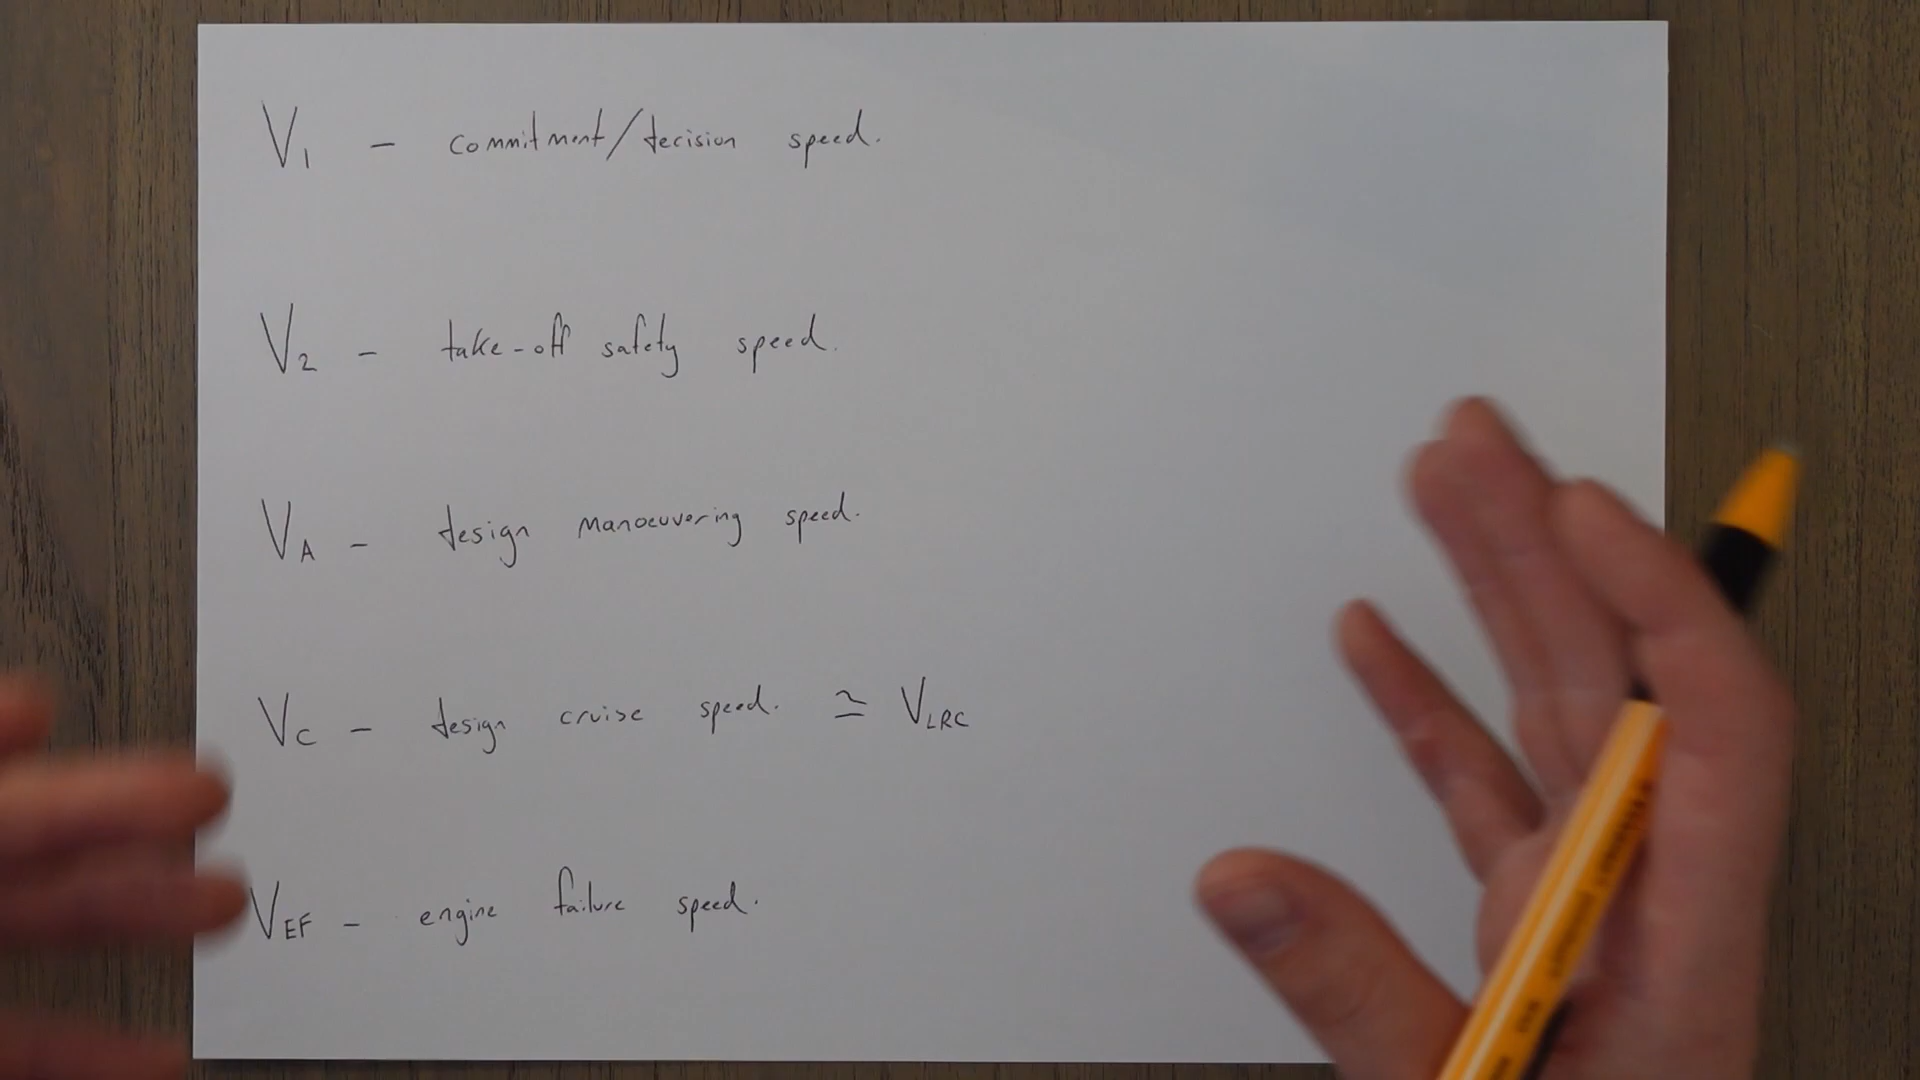 V1 - commitment/decision speed.
V2 - take-off safety speed.
VA - design manoeuvering speed.
VC - design cruise speed. ≃ VLRC
VEF - engine failure speed.